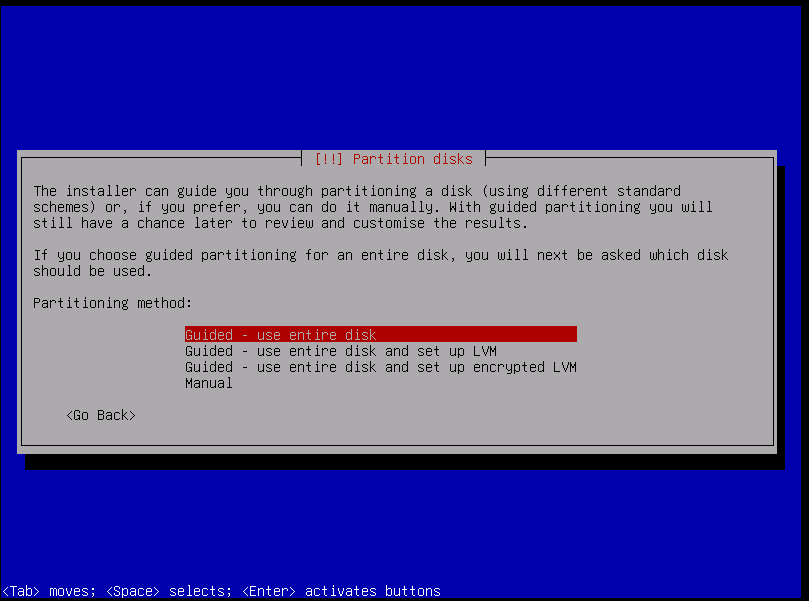 [!!] Partition disks
The installer can guide you through partitioning a disk (using different standard
schemes) or, if you prefer, you can do it manually. With guided partitioning you will
still have a chance later to review and customise the results.
If you choose guided partitioning for an entire disk, you will next be asked which disk
should be used.
Partitioning method:
Guided - use entire disk
Guided - use entire disk and set up LVM
Guided - use entire disk and set up encrypted LVM
Manual
<Go Back>
<Tab> moves; <Space> selects; <Enter> activates buttons